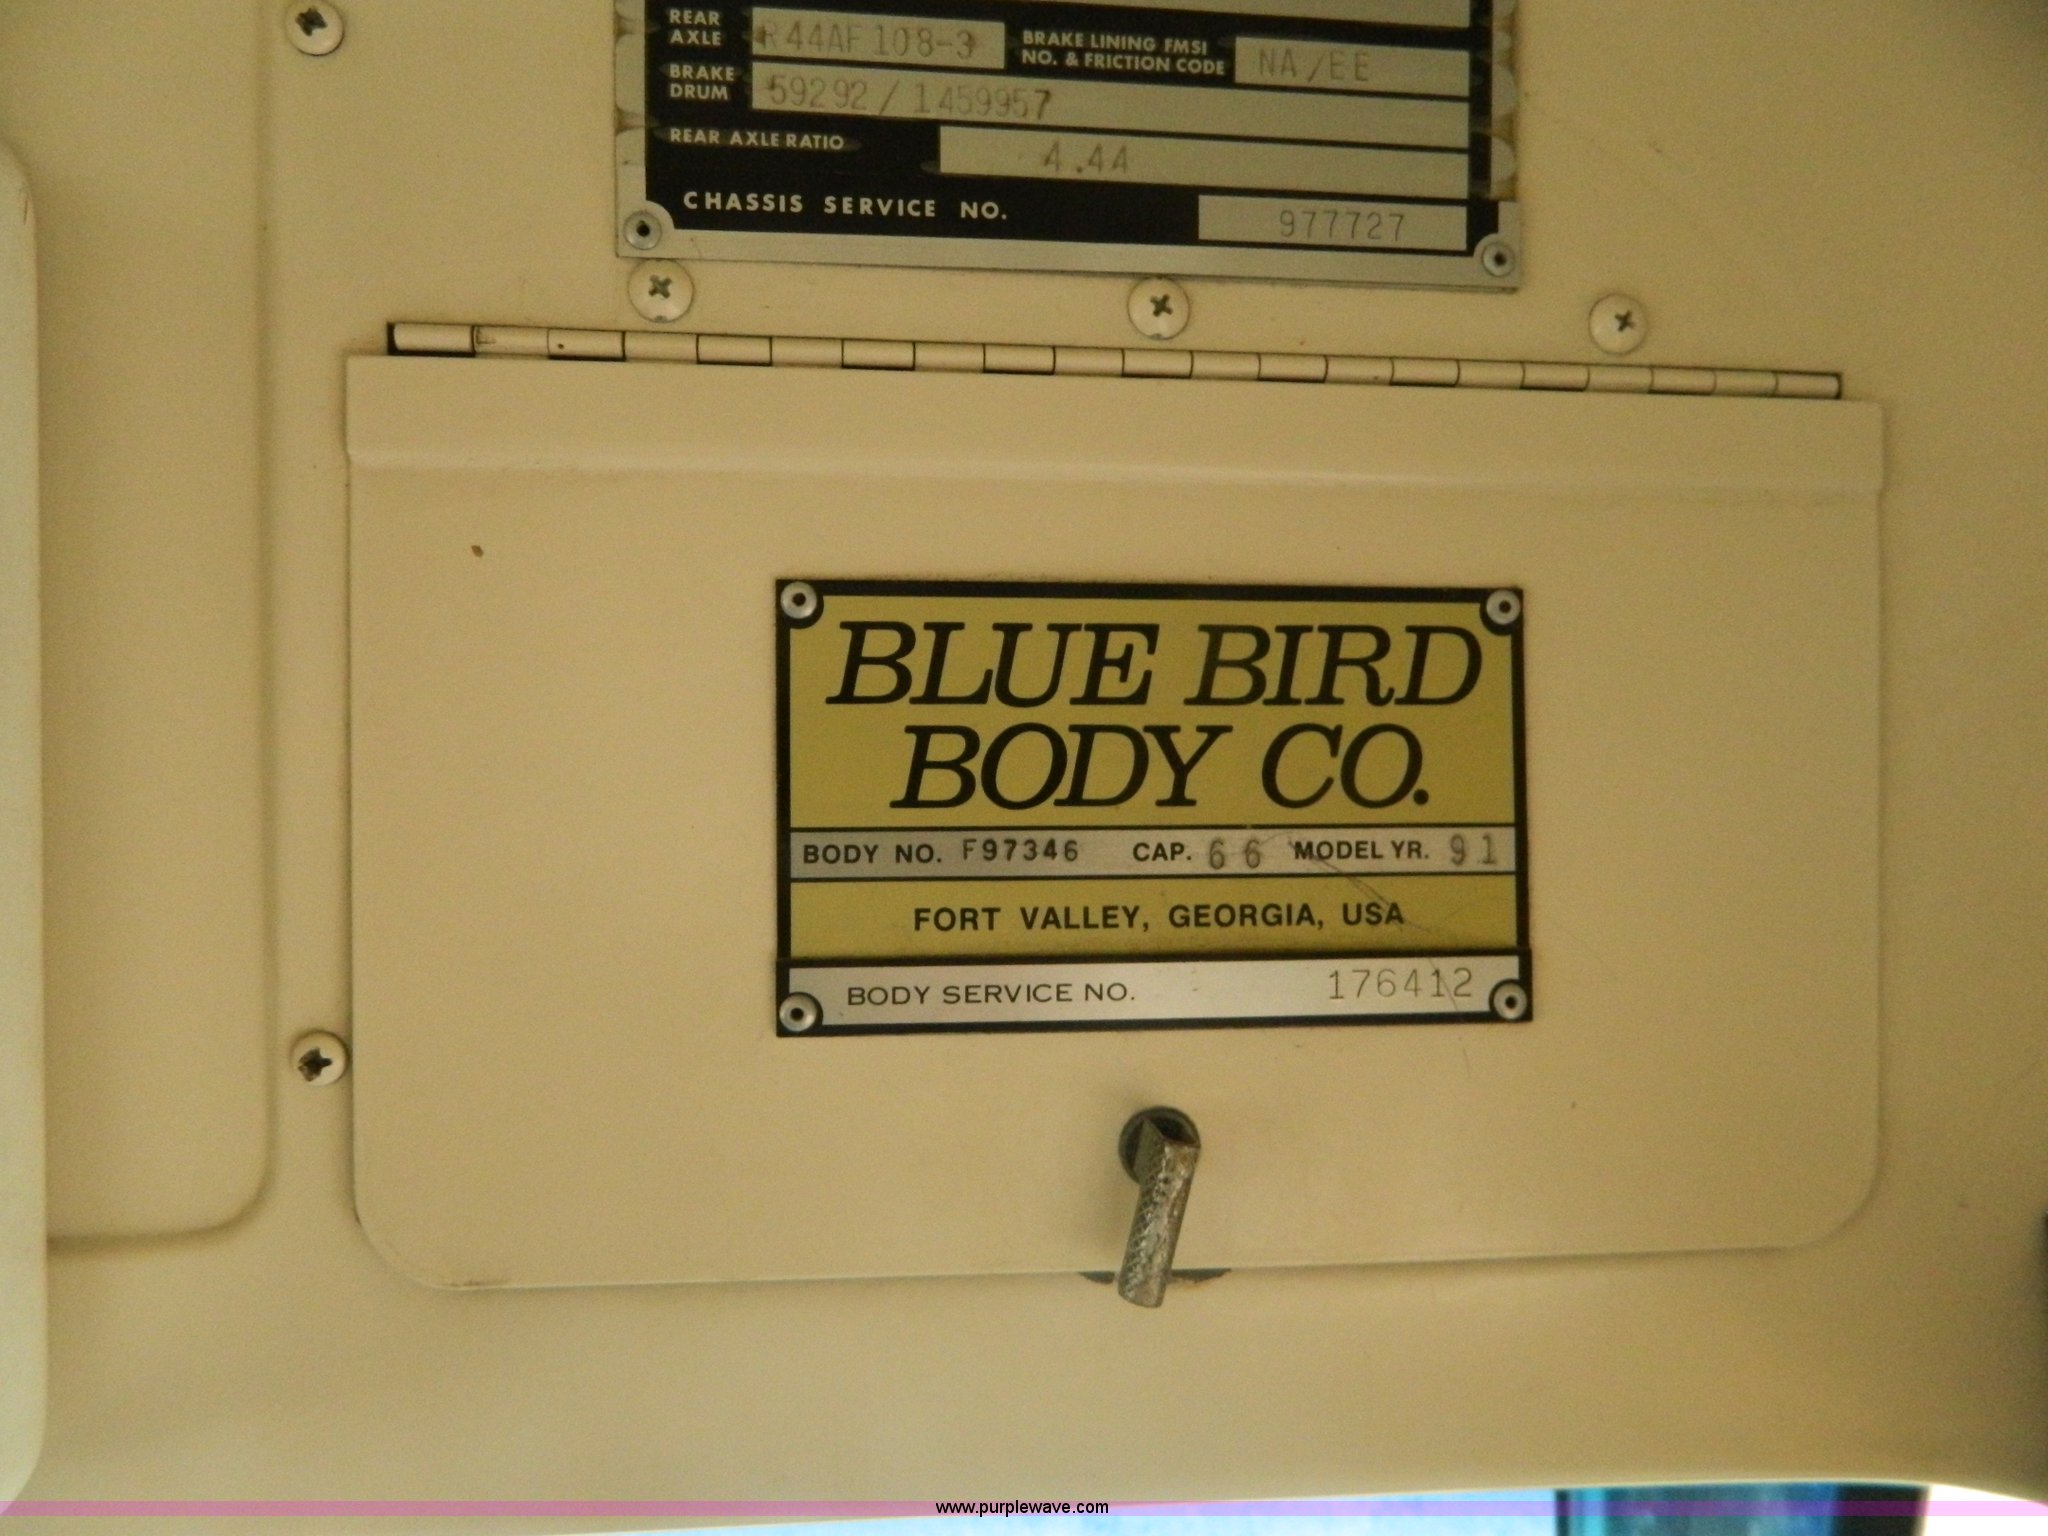 REAR AXLE R44AF108-3 BRAKE LINING FMSI NO. & FRICTION CODE NA/EE
BRAKE DRUM 59292/1459957
REAR AXLE RATIO 4.44
CHASSIS SERVICE NO. 977727
BLUE BIRD
BODY CO.
BODY NO. F97346 CAP. 66 MODEL YR. 91
FORT VALLEY, GEORGIA, USA
BODY SERVICE NO. 176412
www.purplewave.com